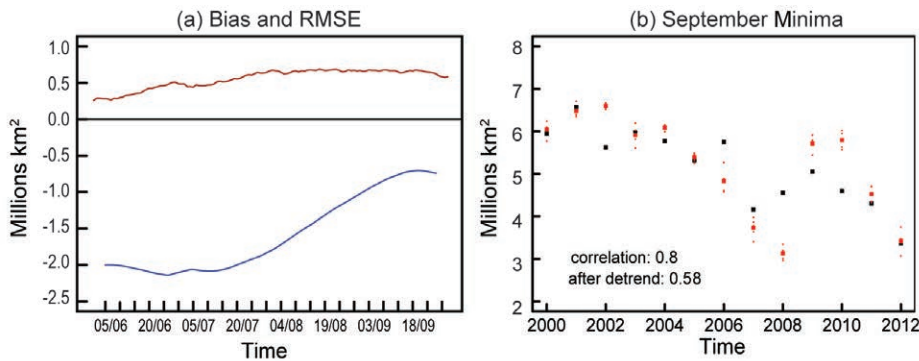 (a) Bias and RMSE
Millions km²
1.0
0.5
0.0
-0.5
-1.0
-1.5
-2.0
-2.5
05/06 20/06 05/07 20/07 04/08 19/08 03/09 18/09
Time
(b) September Minima
Millions km²
8
7
6
5
4
3
2
correlation: 0.8
after detrend: 0.58
2000 2002 2004 2006 2008 2010 2012
Time